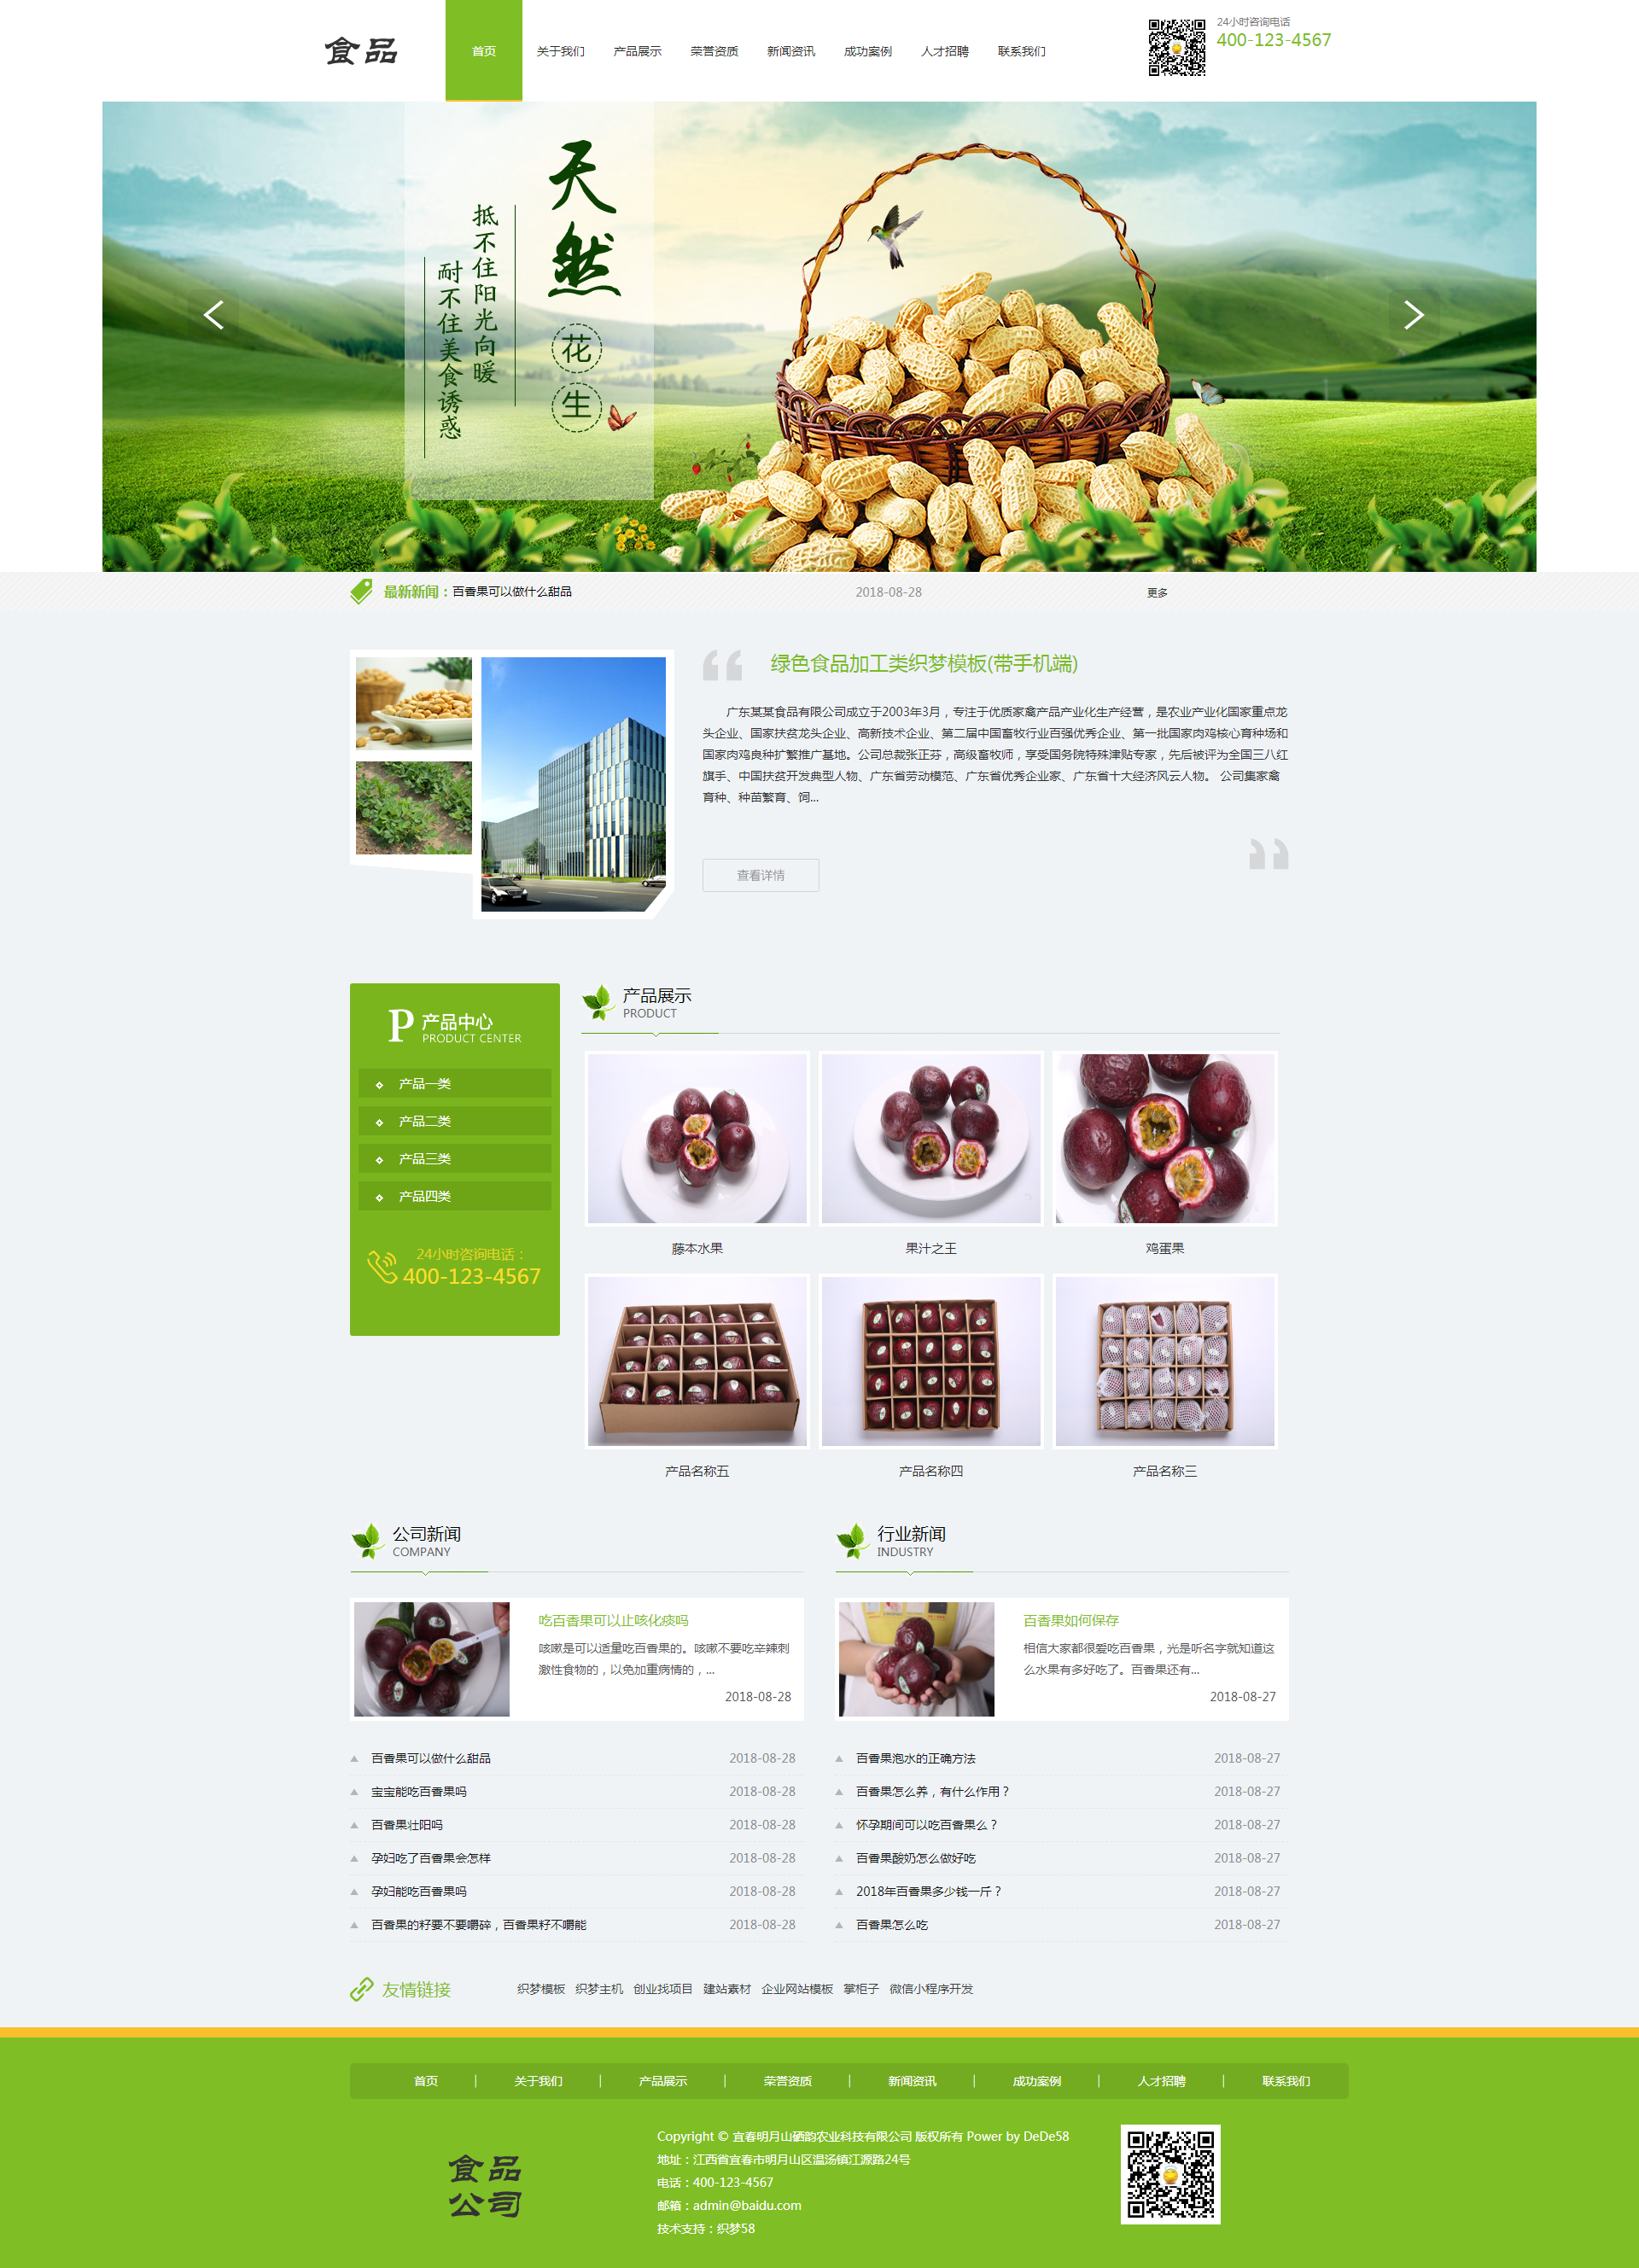 食品
首页
关于我们
产品展示
荣誉资质
新闻资讯
成功案例
人才招聘
联系我们
24小时咨询电话
400-123-4567
天然
花生
抵不住阳光向暖
耐不住美食诱惑
最新新闻：百香果可以做什么甜品 2018-08-28 更多
绿色食品加工类织梦模板(带手机端)
广东某某食品有限公司成立于2003年3月，专注于优质家禽产品产业化生产经营，是农业产业化国家重点龙
头企业、国家扶贫龙头企业、高新技术企业、第二届中国畜牧行业百强优秀企业、第一批国家肉鸡核心育种场和
国家肉鸡良种扩繁推广基地。公司总裁张正芬，高级畜牧师，享受国务院特殊津贴专家，先后被评为全国三八红
旗手、中国扶贫开发典型人物、广东省劳动模范、广东省优秀企业家、广东省十大经济风云人物。 公司集家禽
育种、种苗繁育、饲...
查看详情
P 产品中心
PRODUCT CENTER
产品一类
产品二类
产品三类
产品四类
24小时咨询电话：
400-123-4567
产品展示
PRODUCT
藤本水果
果汁之王
鸡蛋果
产品名称五
产品名称四
产品名称三
公司新闻
COMPANY
吃百香果可以止咳化痰吗
咳嗽是可以适量吃百香果的。咳嗽不要吃辛辣刺
激性食物的，以免加重病情的，...
2018-08-28
百香果可以做什么甜品 2018-08-28
宝宝能吃百香果吗 2018-08-28
百香果壮阳吗 2018-08-28
孕妇吃了百香果会怎样 2018-08-28
孕妇能吃百香果吗 2018-08-28
百香果的籽要不要嚼碎，百香果籽不嚼能 2018-08-28
行业新闻
INDUSTRY
百香果如何保存
相信大家都很爱吃百香果，光是听名字就知道这
么水果有多好吃了。百香果还有...
2018-08-27
百香果泡水的正确方法 2018-08-27
百香果怎么养，有什么作用？ 2018-08-27
怀孕期间可以吃百香果么？ 2018-08-27
百香果酸奶怎么做好吃 2018-08-27
2018年百香果多少钱一斤？ 2018-08-27
百香果怎么吃 2018-08-27
友情链接
织梦模板 织梦主机 创业找项目 建站素材 企业网站模板 掌柜子 微信小程序开发
首页 | 关于我们 | 产品展示 | 荣誉资质 | 新闻资讯 | 成功案例 | 人才招聘 | 联系我们
食品
公司
Copyright © 宜春明月山硒韵农业科技有限公司 版权所有 Power by DeDe58
地址：江西省宜春市明月山区温汤镇江源路24号
电话：400-123-4567
邮箱：admin@baidu.com
技术支持：织梦58